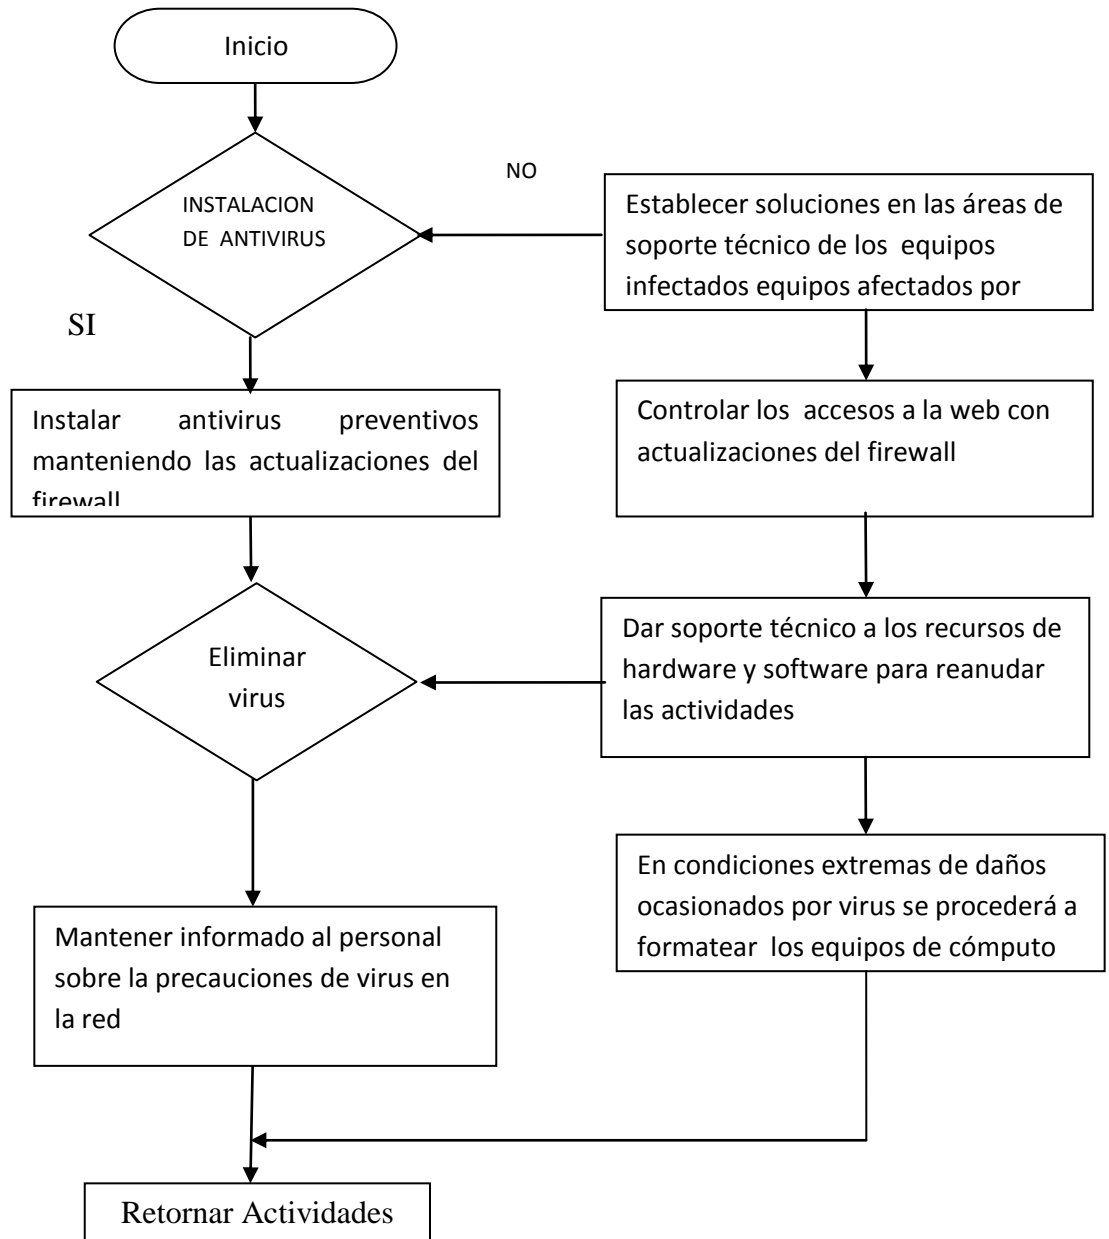 Inicio
INSTALACION
DE ANTIVIRUS
NO
Establecer soluciones en las áreas de
soporte técnico de los equipos
infectados equipos afectados por
SI
Instalar antivirus preventivos
manteniendo las actualizaciones del
firewall
Controlar los accesos a la web con
actualizaciones del firewall
Eliminar
virus
Dar soporte técnico a los recursos de
hardware y software para reanudar
las actividades
En condiciones extremas de daños
ocasionados por virus se procederá a
formatear los equipos de cómputo
Mantener informado al personal
sobre la precauciones de virus en
la red
Retornar Actividades